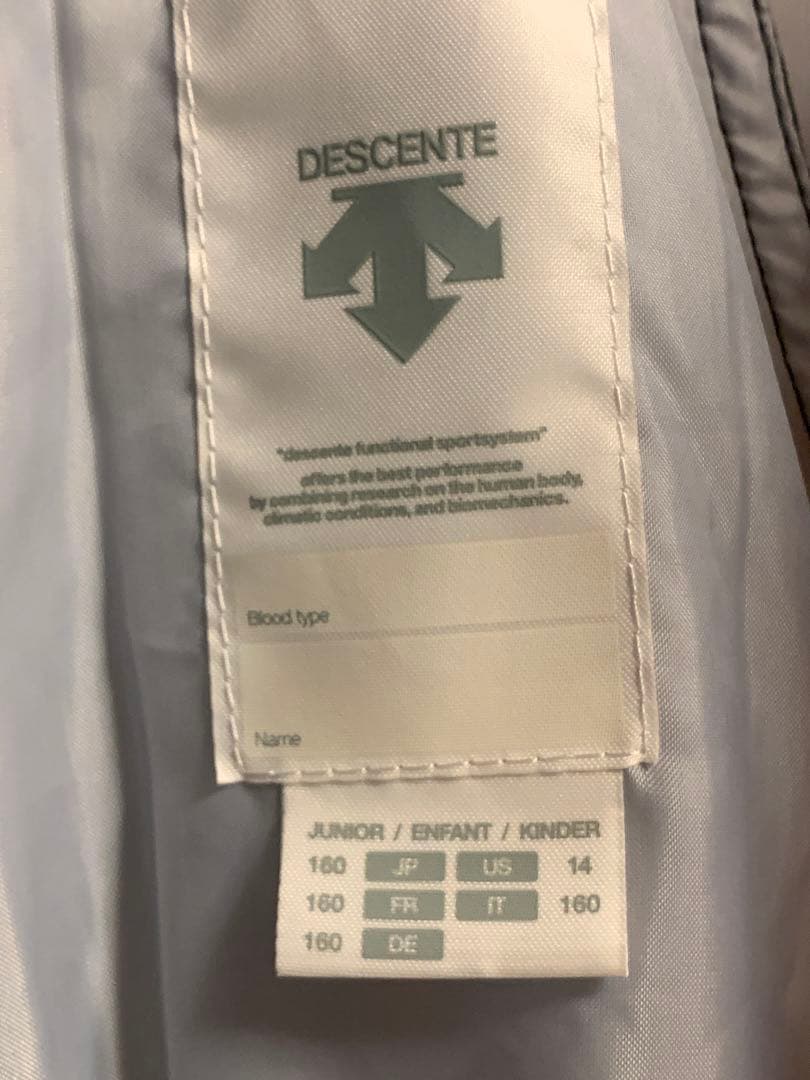 DESCENTE
"descente functional sportsystem"
offers the best performance
by combining research on the human body,
climatic conditions, and biomechanics.
Blood type
Name
JUNIOR / ENFANT / KINDER
160 JP US 14
160 FR IT 160
160 DE